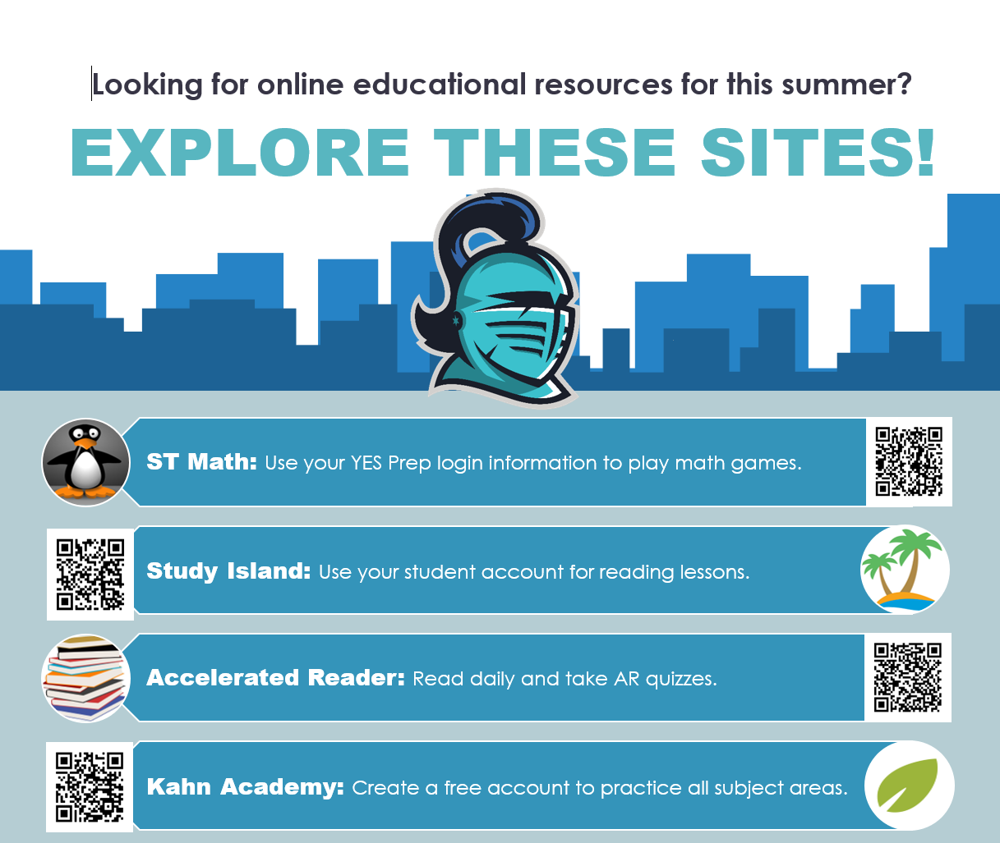 Looking for online educational resources for this summer?
EXPLORE THESE SITES!
ST Math: Use your YES Prep login information to play math games.
Study Island: Use your student account for reading lessons.
Accelerated Reader: Read daily and take AR quizzes.
Kahn Academy: Create a free account to practice all subject areas.